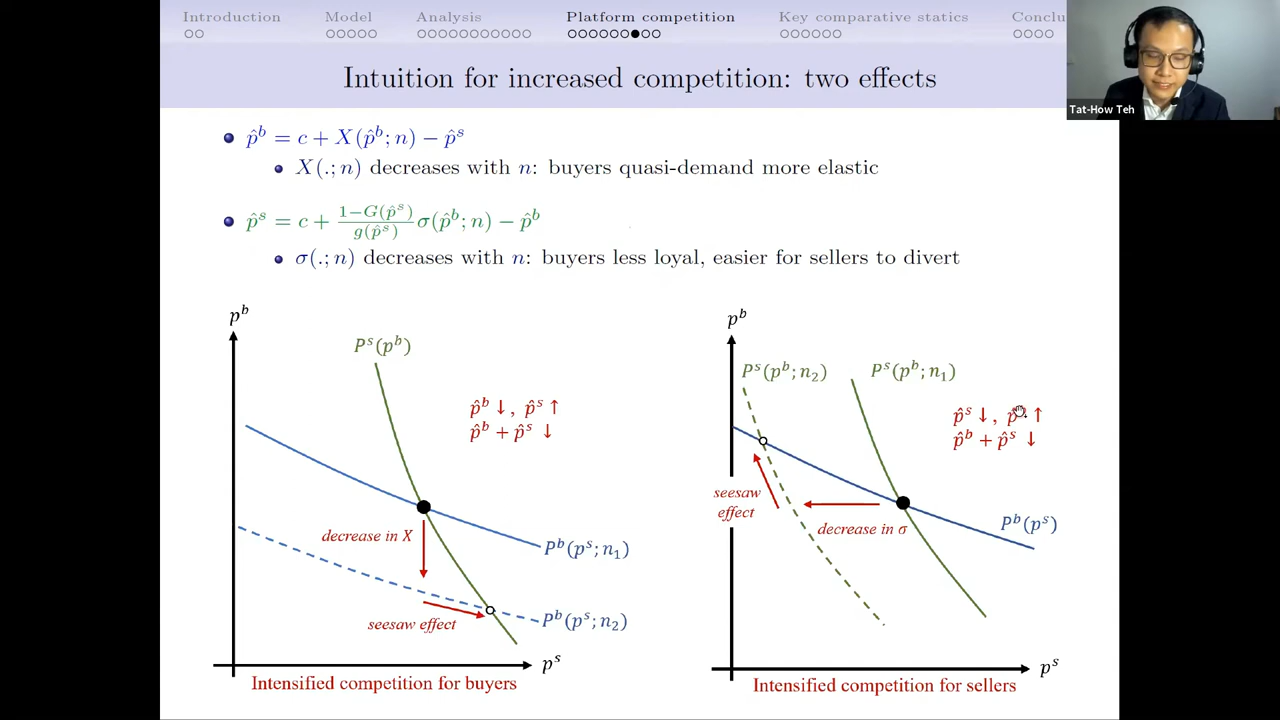 Introduction Model Analysis Platform competition Key comparative statics Conclu
Tat-How Teh
Intuition for increased competition: two effects
p̂ᵇ = c + X(p̂ᵇ; n) − p̂ˢ
X(.; n) decreases with n: buyers quasi-demand more elastic
p̂ˢ = c + 1−G(p̂ˢ)/g(p̂ˢ) σ(p̂ᵇ; n) − p̂ᵇ
σ(.; n) decreases with n: buyers less loyal, easier for sellers to divert
pᵇ
Pˢ(pᵇ)
p̂ᵇ ↓, p̂ˢ ↑
p̂ᵇ + p̂ˢ ↓
decrease in X
Pᵇ(pˢ; n₁)
seesaw effect
Pᵇ(pˢ; n₂)
pˢ
Intensified competition for buyers
pᵇ
Pˢ(pᵇ; n₂)
Pˢ(pᵇ; n₁)
p̂ˢ ↓, ↑
p̂ᵇ + p̂ˢ ↓
seesaw
effect
decrease in σ
Pᵇ(pˢ)
pˢ
Intensified competition for sellers